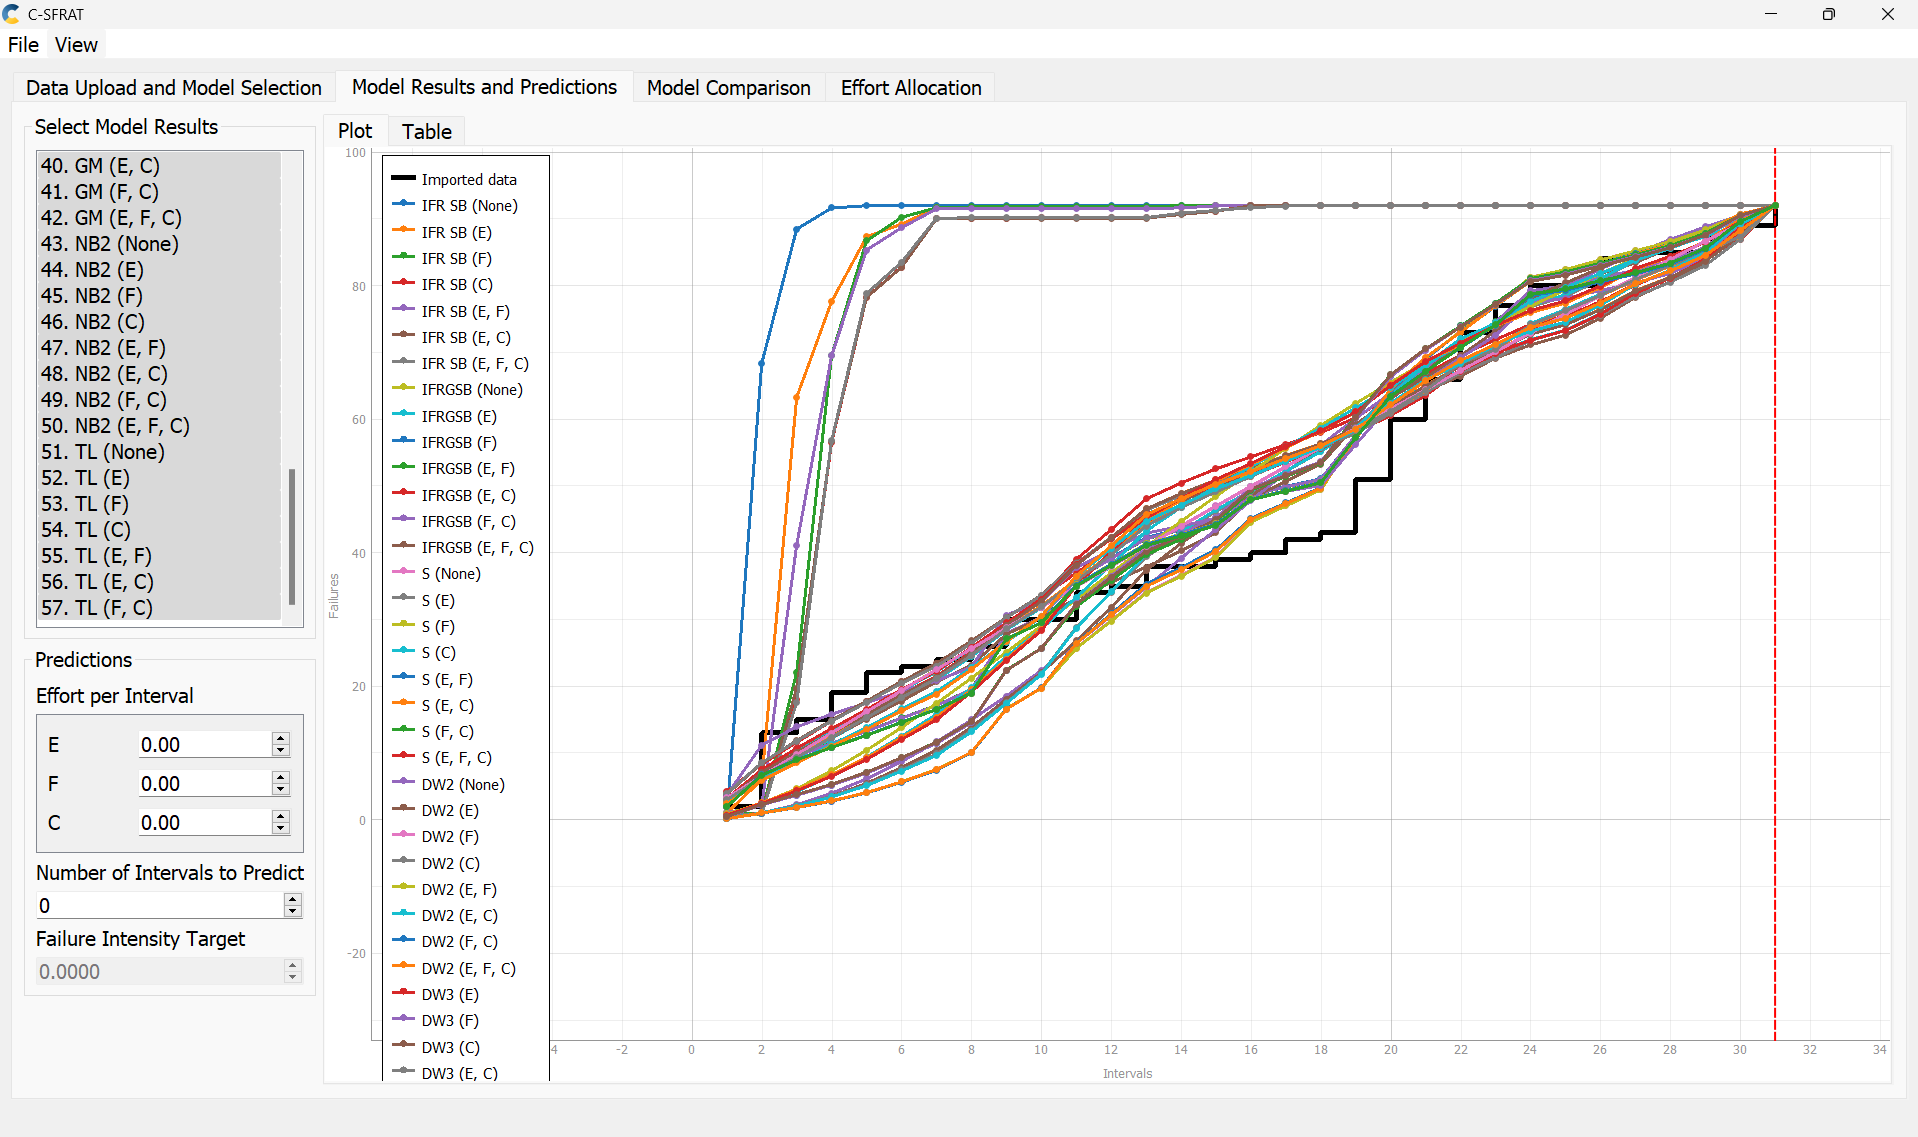 C-SFRAT
File View
Data Upload and Model Selection Model Results and Predictions Model Comparison Effort Allocation
Select Model Results
40. GM (E, C)
41. GM (F, C)
42. GM (E, F, C)
43. NB2 (None)
44. NB2 (E)
45. NB2 (F)
46. NB2 (C)
47. NB2 (E, F)
48. NB2 (E, C)
49. NB2 (F, C)
50. NB2 (E, F, C)
51. TL (None)
52. TL (E)
53. TL (F)
54. TL (C)
55. TL (E, F)
56. TL (E, C)
57. TL (F, C)
Predictions
Effort per Interval
E 0.00
F 0.00
C 0.00
Number of Intervals to Predict
0
Failure Intensity Target
0.0000
Plot Table
100
80
60
40
20
0
-20
Failures
Imported data
IFR SB (None)
IFR SB (E)
IFR SB (F)
IFR SB (C)
IFR SB (E, F)
IFR SB (E, C)
IFR SB (E, F, C)
IFRGSB (None)
IFRGSB (E)
IFRGSB (F)
IFRGSB (E, F)
IFRGSB (E, C)
IFRGSB (F, C)
IFRGSB (E, F, C)
S (None)
S (E)
S (F)
S (C)
S (E, F)
S (E, C)
S (F, C)
S (E, F, C)
DW2 (None)
DW2 (E)
DW2 (F)
DW2 (C)
DW2 (E, F)
DW2 (E, C)
DW2 (F, C)
DW2 (E, F, C)
DW3 (E)
DW3 (F)
DW3 (C)
DW3 (E, C)
4 -2 0 2 4 6 8 10 12 14 16 18 20 22 24 26 28 30 32 34
Intervals